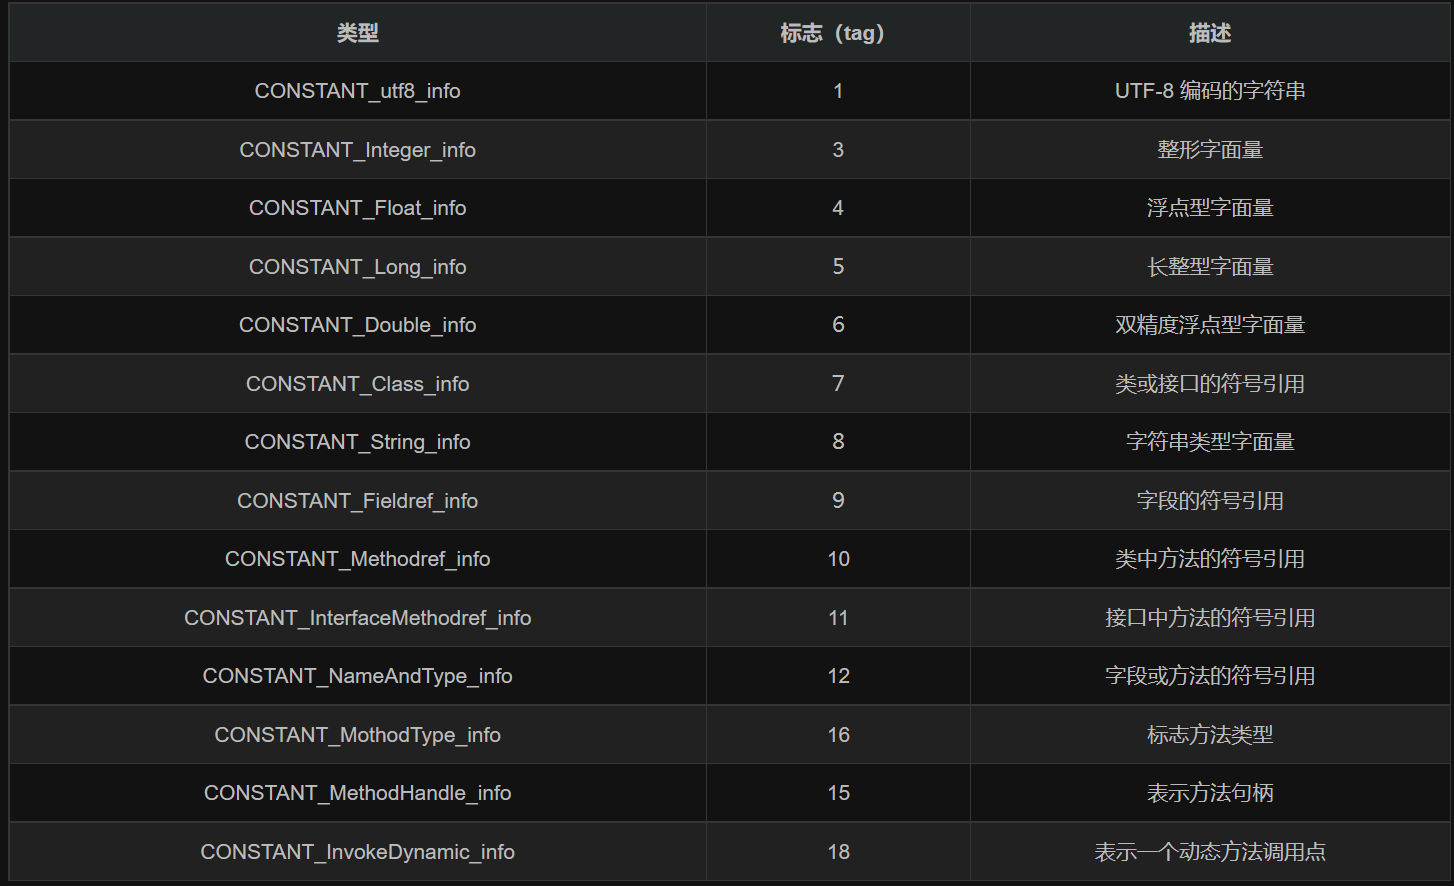 类型 标志（tag） 描述
CONSTANT_utf8_info 1 UTF-8 编码的字符串
CONSTANT_Integer_info 3 整形字面量
CONSTANT_Float_info 4 浮点型字面量
CONSTANT_Long_info 5 长整型字面量
CONSTANT_Double_info 6 双精度浮点型字面量
CONSTANT_Class_info 7 类或接口的符号引用
CONSTANT_String_info 8 字符串类型字面量
CONSTANT_Fieldref_info 9 字段的符号引用
CONSTANT_Methodref_info 10 类中方法的符号引用
CONSTANT_InterfaceMethodref_info 11 接口中方法的符号引用
CONSTANT_NameAndType_info 12 字段或方法的符号引用
CONSTANT_MothodType_info 16 标志方法类型
CONSTANT_MethodHandle_info 15 表示方法句柄
CONSTANT_InvokeDynamic_info 18 表示一个动态方法调用点